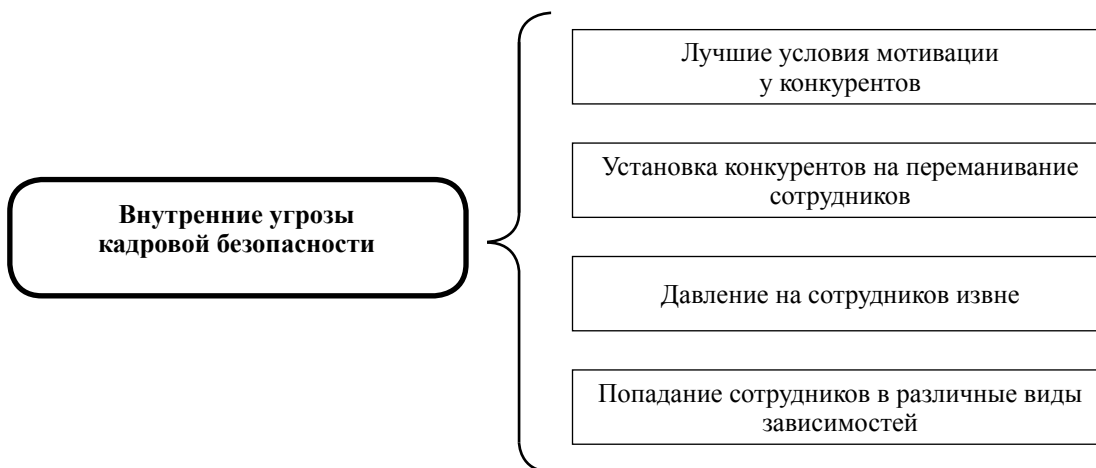 Внутренние угрозы
кадровой безопасности
Лучшие условия мотивации
у конкурентов
Установка конкурентов на переманивание
сотрудников
Давление на сотрудников извне
Попадание сотрудников в различные виды
зависимостей